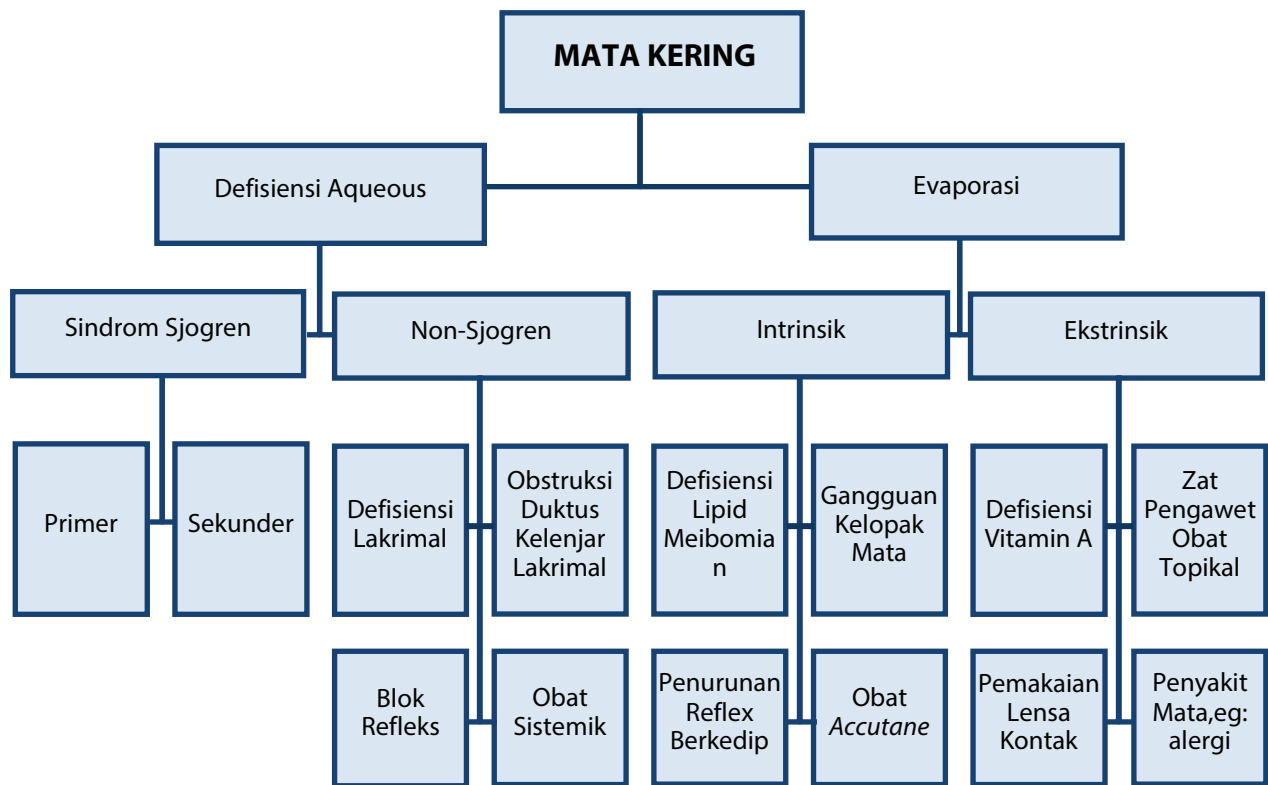 MATA KERING
Defisiensi Aqueous
Evaporasi
Sindrom Sjogren
Non-Sjogren
Intrinsik
Ekstrinsik
Primer
Sekunder
Defisiensi
Lakrimal
Obstruksi
Duktus
Kelenjar
Lakrimal
Defisiensi
Lipid
Meibomia
n
Gangguan
Kelopak
Mata
Defisiensi
Vitamin A
Zat
Pengawet
Obat
Topikal
Blok
Refleks
Obat
Sistemik
Penurunan
Reflex
Berkedip
Obat
Accutane
Pemakaian
Lensa
Kontak
Penyakit
Mata,eg:
alergi